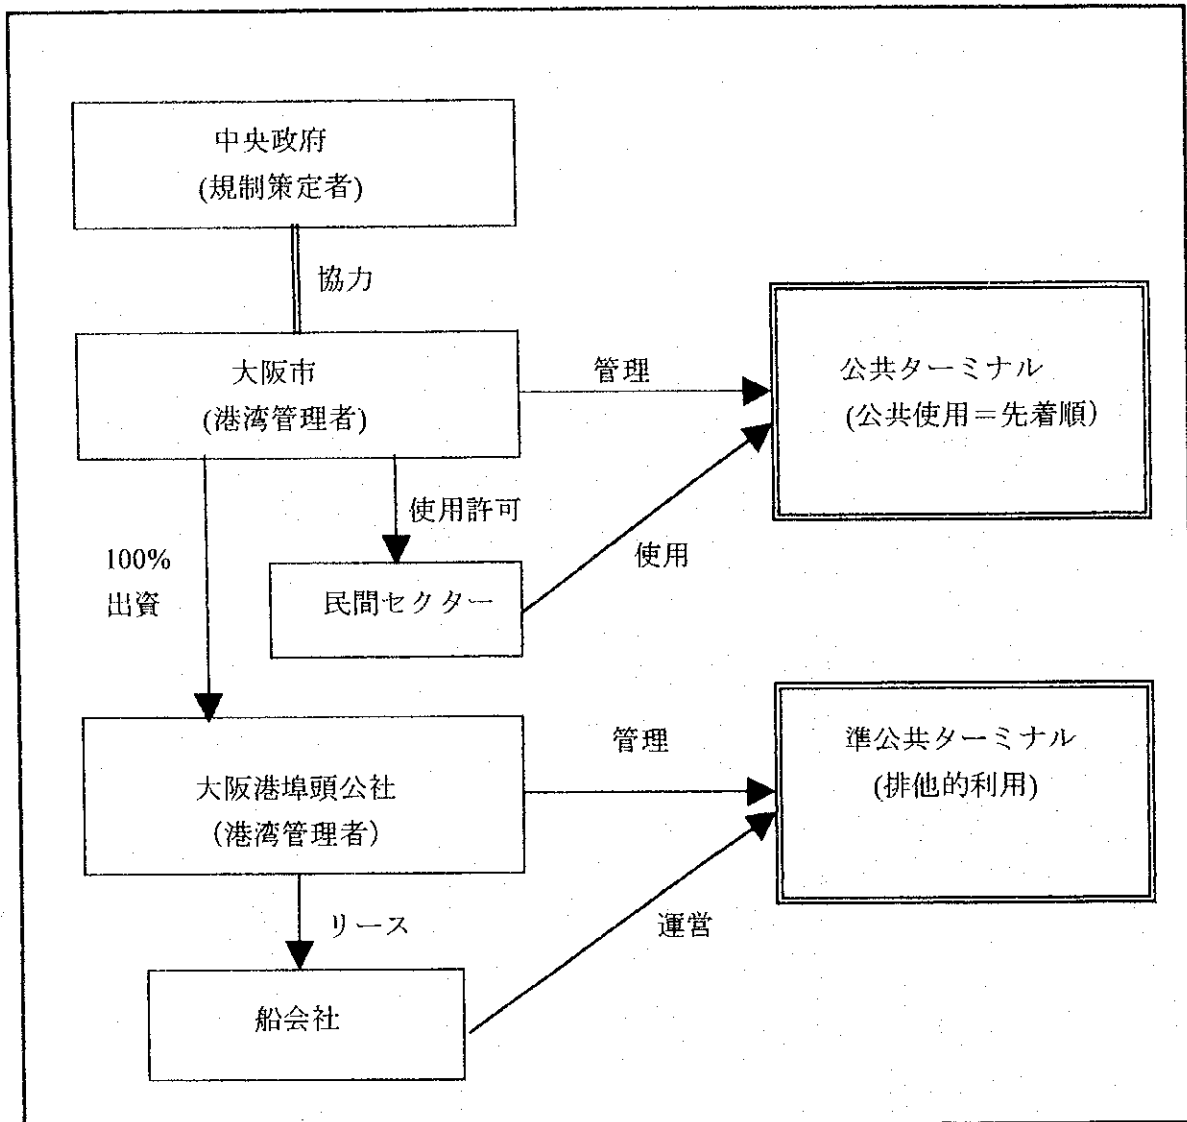 中央政府
(規制策定者)
協力
大阪市
(港湾管理者)
管理
公共ターミナル
(公共使用＝先着順)
使用許可
100%
出資
使用
民間セクター
大阪港埠頭公社
(港湾管理者)
管理
準公共ターミナル
(排他的利用)
リース
運営
船会社